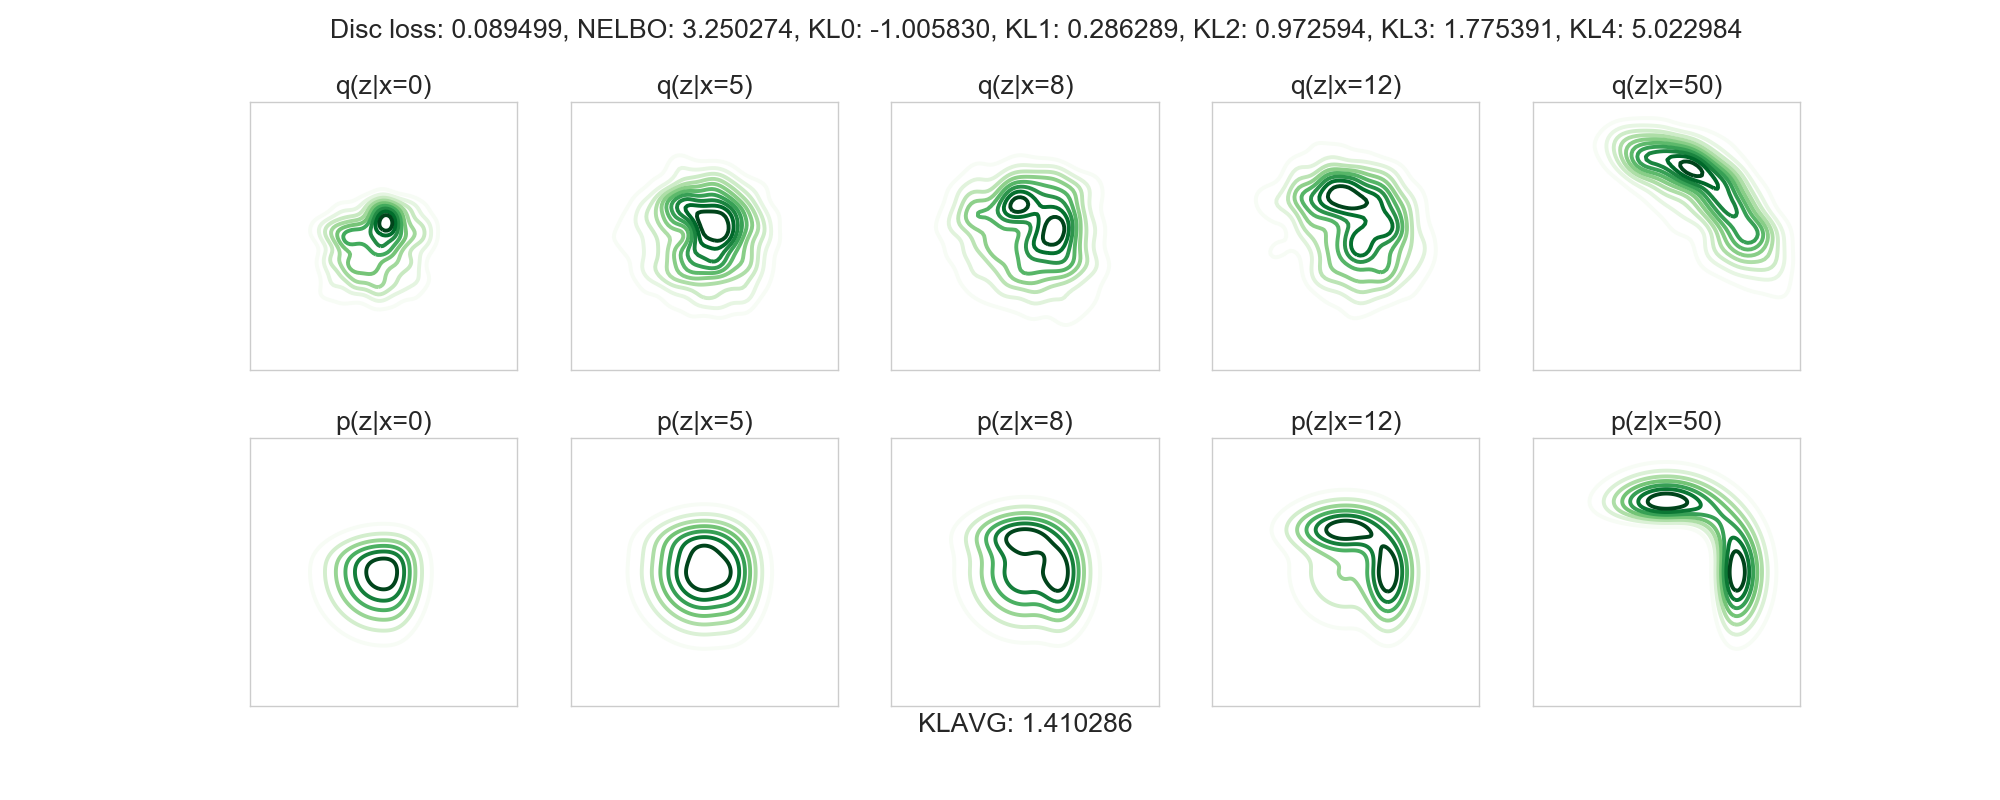 Disc loss: 0.089499, NELBO: 3.250274, KL0: -1.005830, KL1: 0.286289, KL2: 0.972594, KL3: 1.775391, KL4: 5.022984
q(z|x=0) q(z|x=5) q(z|x=8) q(z|x=12) q(z|x=50)
p(z|x=0) p(z|x=5) p(z|x=8) p(z|x=12) p(z|x=50)
KLAVG: 1.410286